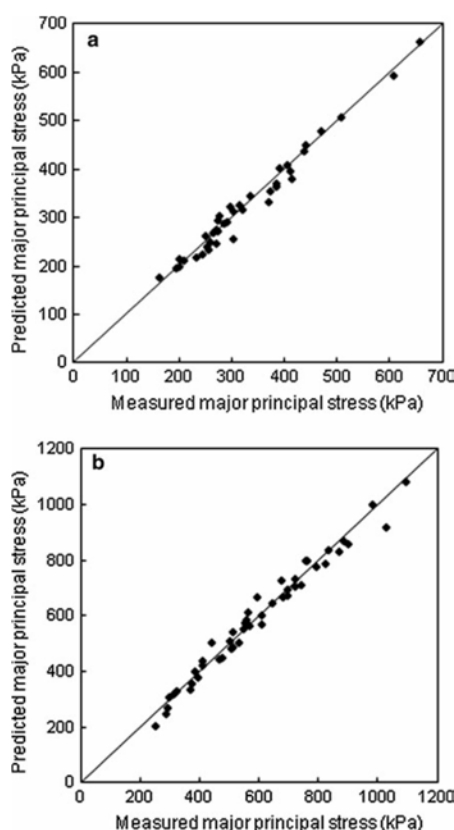 a
Predicted major principal stress (kPa)
700
600
500
400
300
200
100
0
0 100 200 300 400 500 600 700
Measured major principal stress (kPa)
b
Predicted major principal stress (kPa)
1200
1000
800
600
400
200
0
0 200 400 600 800 1000 1200
Measured major principal stress (kPa)